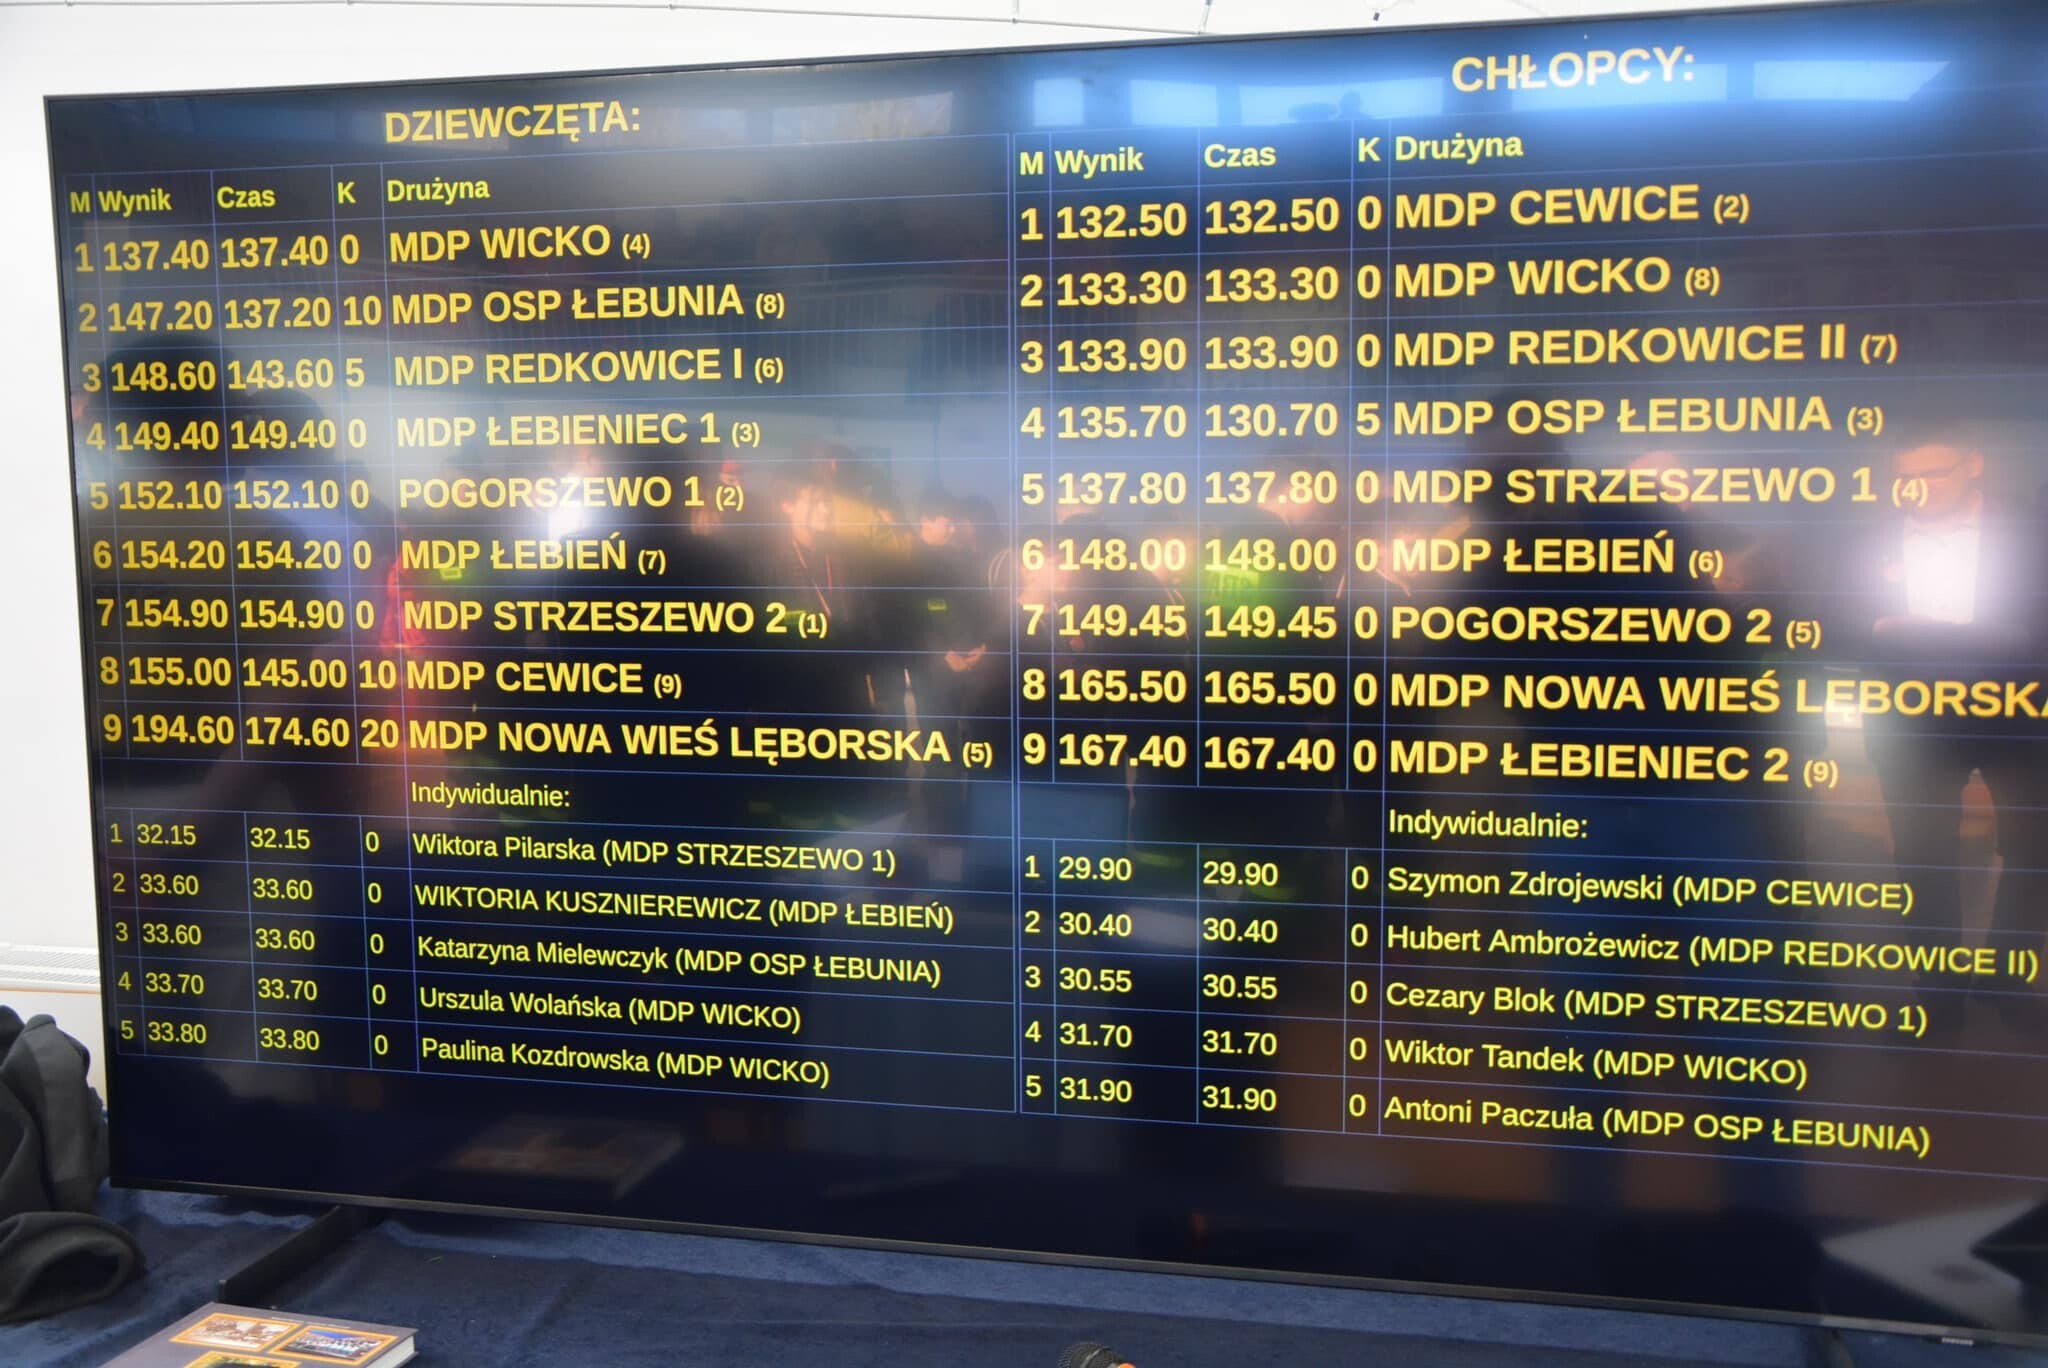 DZIEWCZĘTA:
M Wynik Czas K Drużyna
1 137.40 137.40 0 MDP WICKO (4)
2 147.20 137.20 10 MDP OSP ŁEBUNIA (8)
3 148.60 143.60 5 MDP REDKOWICE I (6)
4 149.40 149.40 0 MDP ŁEBIENIEC 1 (3)
5 152.10 152.10 0 POGORSZEWO 1 (2)
6 154.20 154.20 0 MDP ŁEBIEŃ (7)
7 154.90 154.90 0 MDP STRZESZEWO 2 (1)
8 155.00 145.00 10 MDP CEWICE (9)
9 194.60 174.60 20 MDP NOWA WIEŚ LĘBORSKA (5)
Indywidualnie:
1 32.15 32.15 0 Wiktora Pilarska (MDP STRZESZEWO 1)
2 33.60 33.60 0 WIKTORIA KUSZNIEREWICZ (MDP ŁEBIEŃ)
3 33.60 33.60 0 Katarzyna Mielewczyk (MDP OSP ŁEBUNIA)
4 33.70 33.70 0 Urszula Wolańska (MDP WICKO)
5 33.80 33.80 0 Paulina Kozdrowska (MDP WICKO)
CHŁOPCY:
M Wynik Czas K Drużyna
1 132.50 132.50 0 MDP CEWICE (2)
2 133.30 133.30 0 MDP WICKO (8)
3 133.90 133.90 0 MDP REDKOWICE II (7)
4 135.70 130.70 5 MDP OSP ŁEBUNIA (3)
5 137.80 137.80 0 MDP STRZESZEWO 1 (4)
6 148.00 148.00 0 MDP ŁEBIEŃ (6)
7 149.45 149.45 0 POGORSZEWO 2 (5)
8 165.50 165.50 0 MDP NOWA WIEŚ LĘBORSKA
9 167.40 167.40 0 MDP ŁEBIENIEC 2 (9)
Indywidualnie:
1 29.90 29.90 0 Szymon Zdrojewski (MDP CEWICE)
2 30.40 30.40 0 Hubert Ambrożewicz (MDP REDKOWICE II)
3 30.55 30.55 0 Cezary Blok (MDP STRZESZEWO 1)
4 31.70 31.70 0 Wiktor Tandek (MDP WICKO)
5 31.90 31.90 0 Antoni Paczuła (MDP OSP ŁEBUNIA)